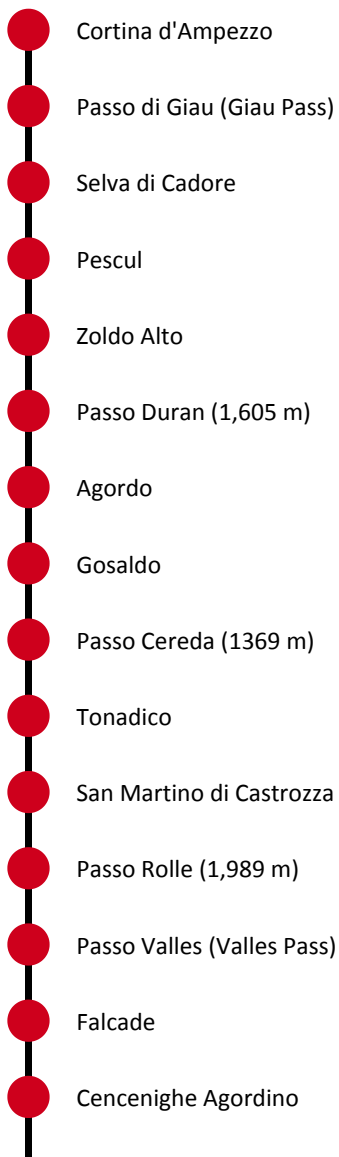 Cortina d'Ampezzo
Passo di Giau (Giau Pass)
Selva di Cadore
Pescul
Zoldo Alto
Passo Duran (1,605 m)
Agordo
Gosaldo
Passo Cereda (1369 m)
Tonadico
San Martino di Castrozza
Passo Rolle (1,989 m)
Passo Valles (Valles Pass)
Falcade
Cencenighe Agordino